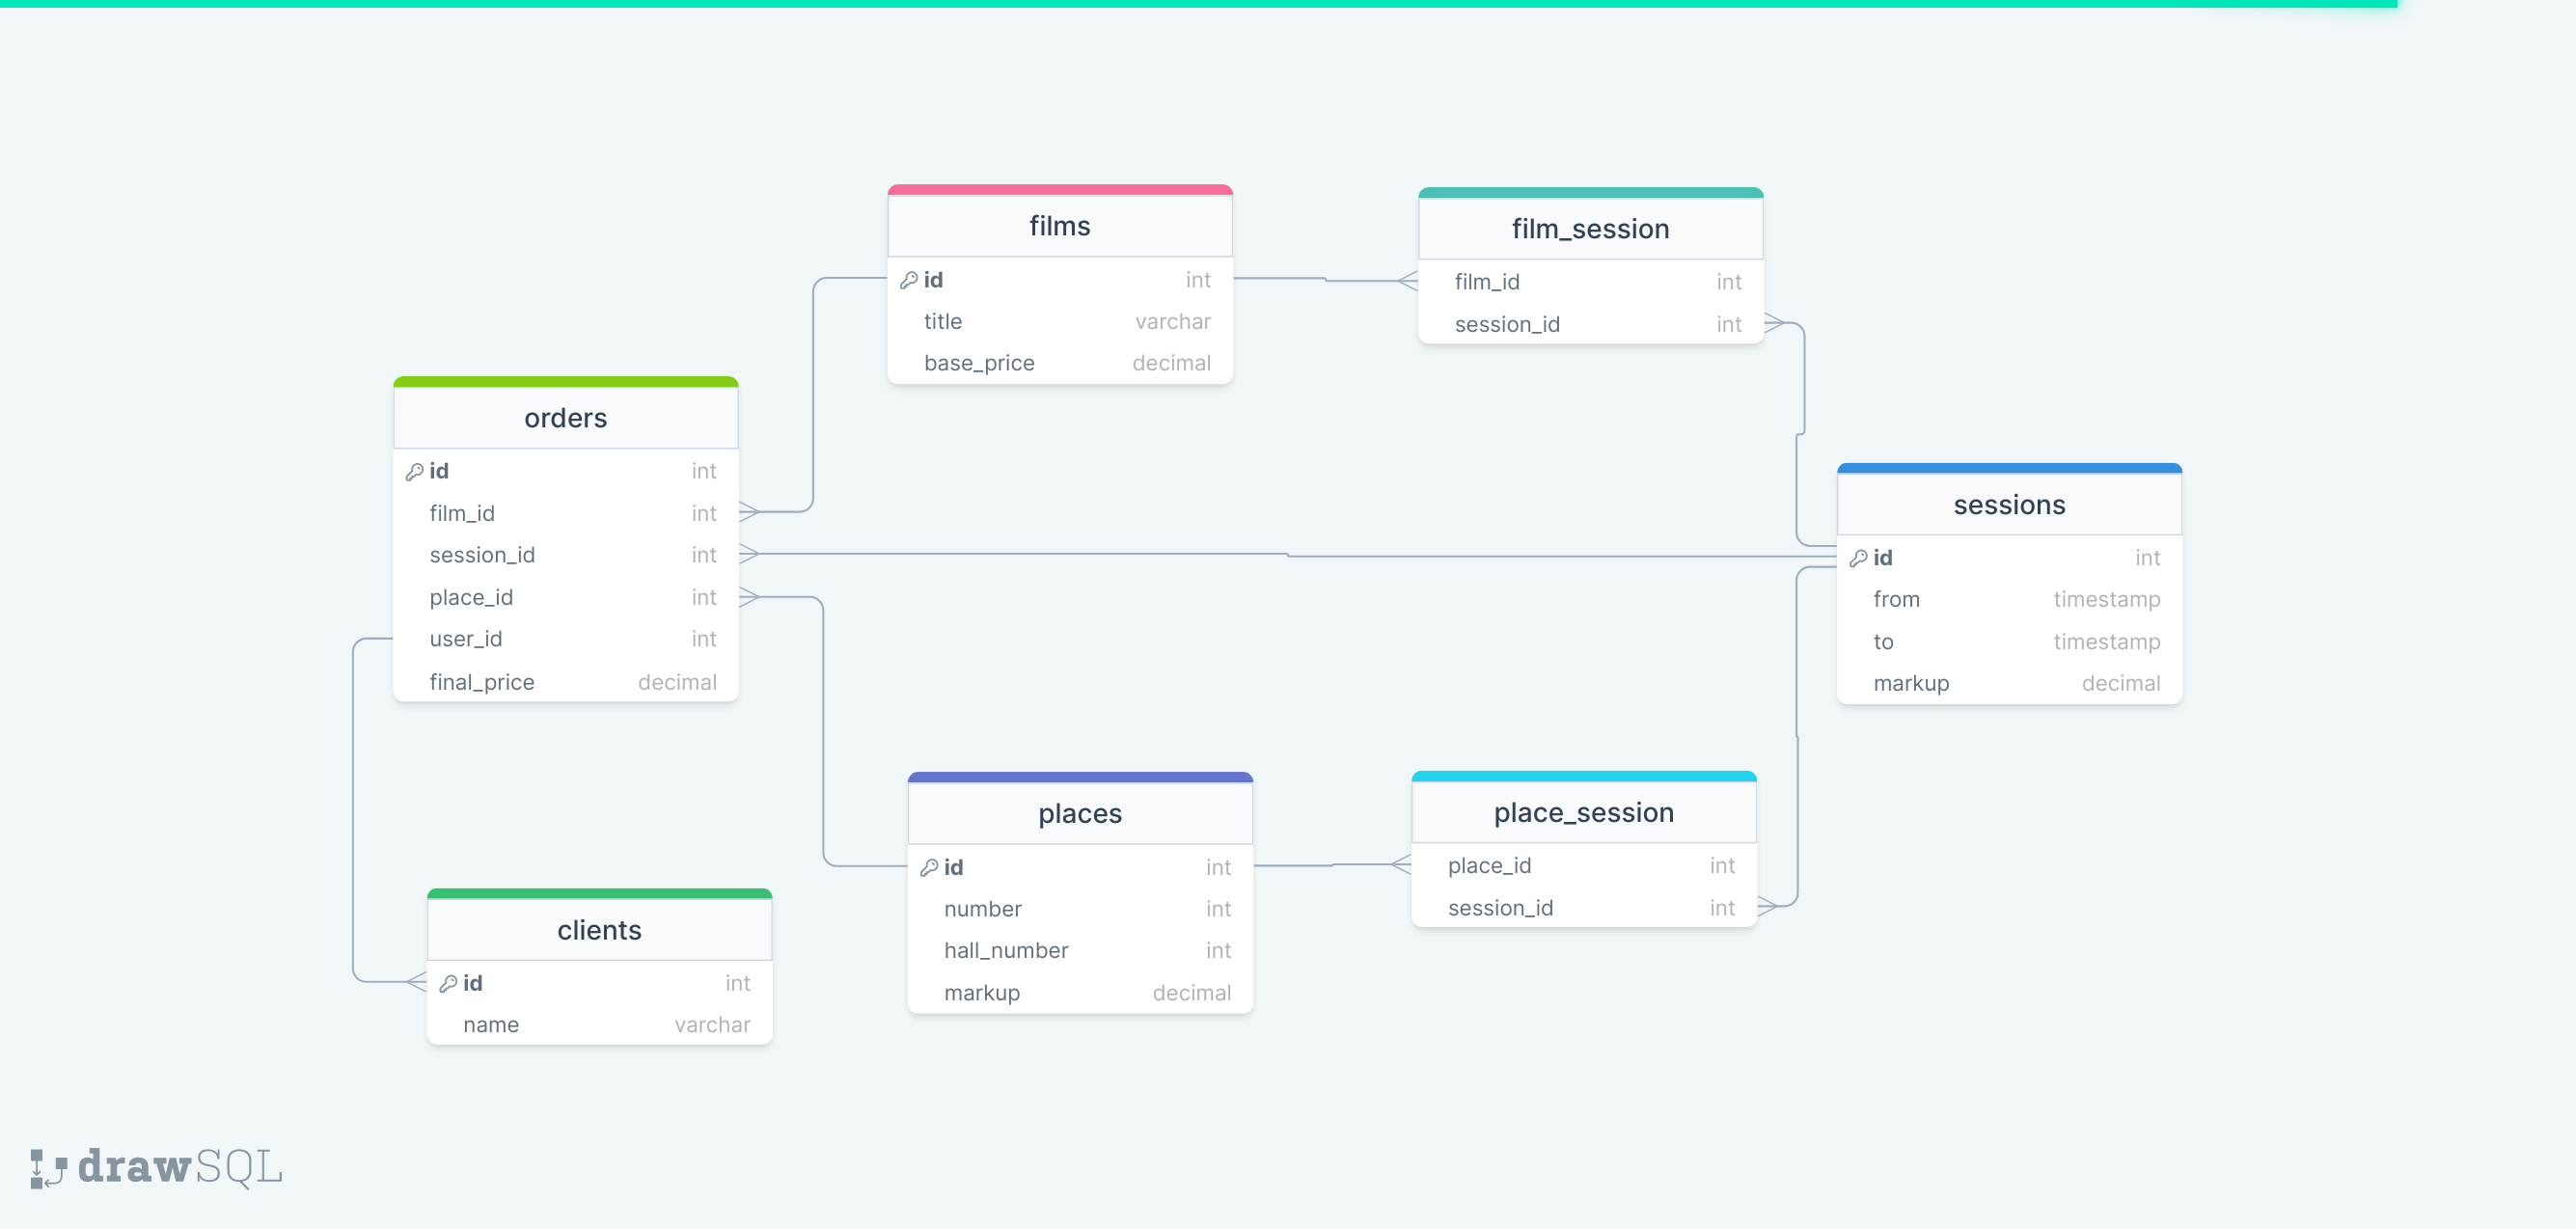 films
id int
title varchar
base_price decimal
film_session
film_id int
session_id int
orders
id int
film_id int
session_id int
place_id int
user_id int
final_price decimal
sessions
id int
from timestamp
to timestamp
markup decimal
places
id int
number int
hall_number int
markup decimal
place_session
place_id int
session_id int
clients
id int
name varchar
drawSQL